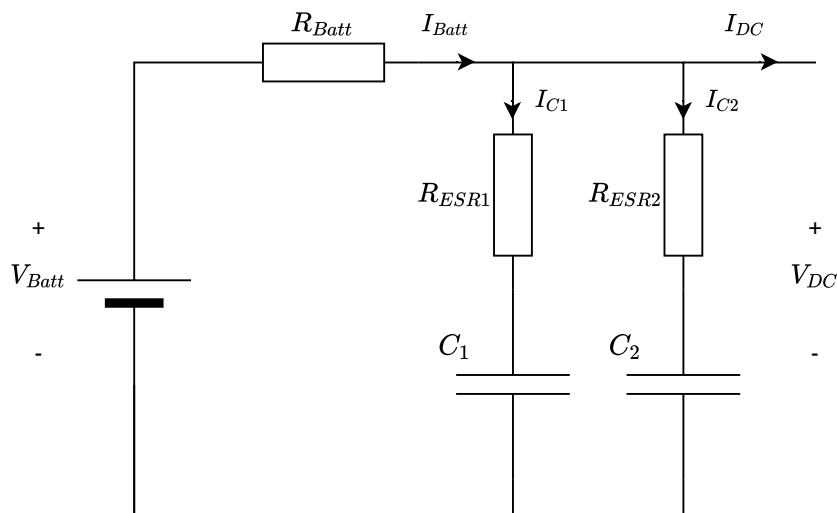 R_Batt
I_Batt
I_DC
I_C1
I_C2
R_ESR1
R_ESR2
+
+
V_Batt
V_DC
C_1
C_2
-
-